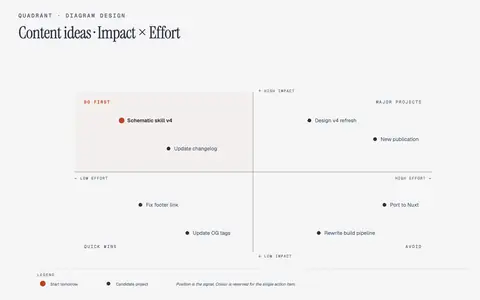 QUADRANT · DIAGRAM DESIGN
Content ideas · Impact × Effort
↑ HIGH IMPACT
DO FIRST
MAJOR PROJECTS
Schematic skill v4
Design v4 refresh
New publication
Update changelog
← LOW EFFORT
HIGH EFFORT →
Fix footer link
Port to Nuxt
Update OG tags
Rewrite build pipeline
QUICK WINS
AVOID
↓ LOW IMPACT
LEGEND
Start tomorrow
Candidate project
Position is the signal. Colour is reserved for the single action item.